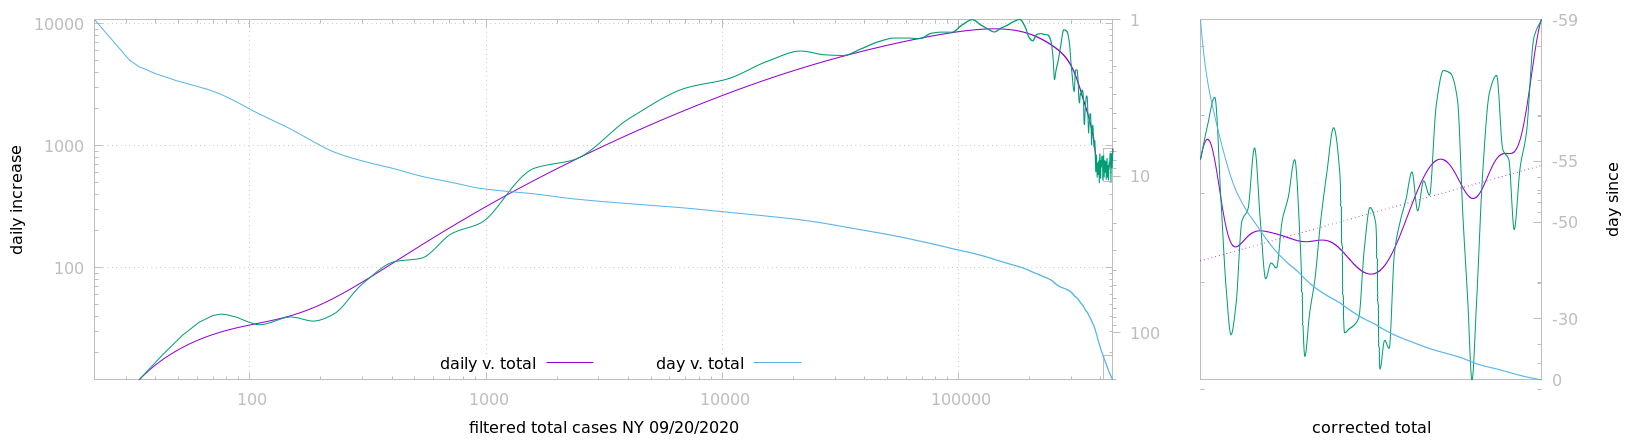 10000
1000
100
daily increase
daily v. total
day v. total
100
1000
10000
100000
filtered total cases NY 09/20/2020
1
10
100
-59
-55
-50
-30
0
day since
corrected total